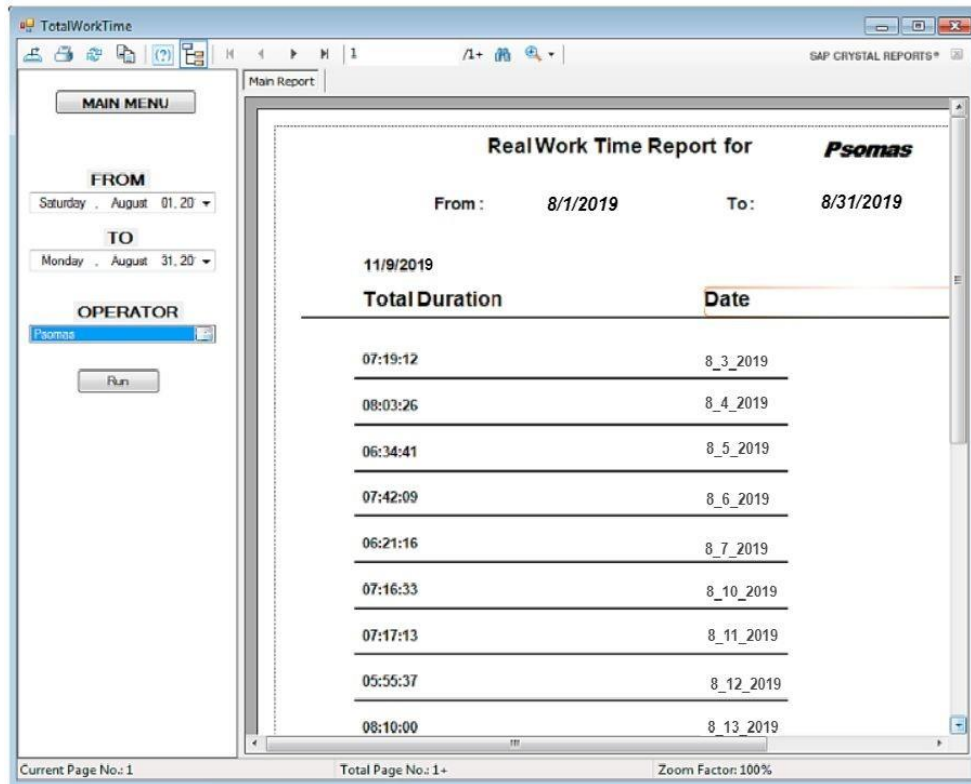 TotalWorkTime
1 /1+ SAP CRYSTAL REPORTS®
Main Report
MAIN MENU
FROM
Saturday , August 01, 20
TO
Monday , August 31, 20
OPERATOR
Psomas
Run
Real Work Time Report for Psomas
From : 8/1/2019 To : 8/31/2019
11/9/2019
Total Duration Date
07:19:12 8_3_2019
08:03:26 8_4_2019
06:34:41 8_5_2019
07:42:09 8_6_2019
06:21:16 8_7_2019
07:16:33 8_10_2019
07:17:13 8_11_2019
05:55:37 8_12_2019
08:10:00 8_13_2019
Current Page No.: 1 Total Page No.: 1+ Zoom Factor: 100%